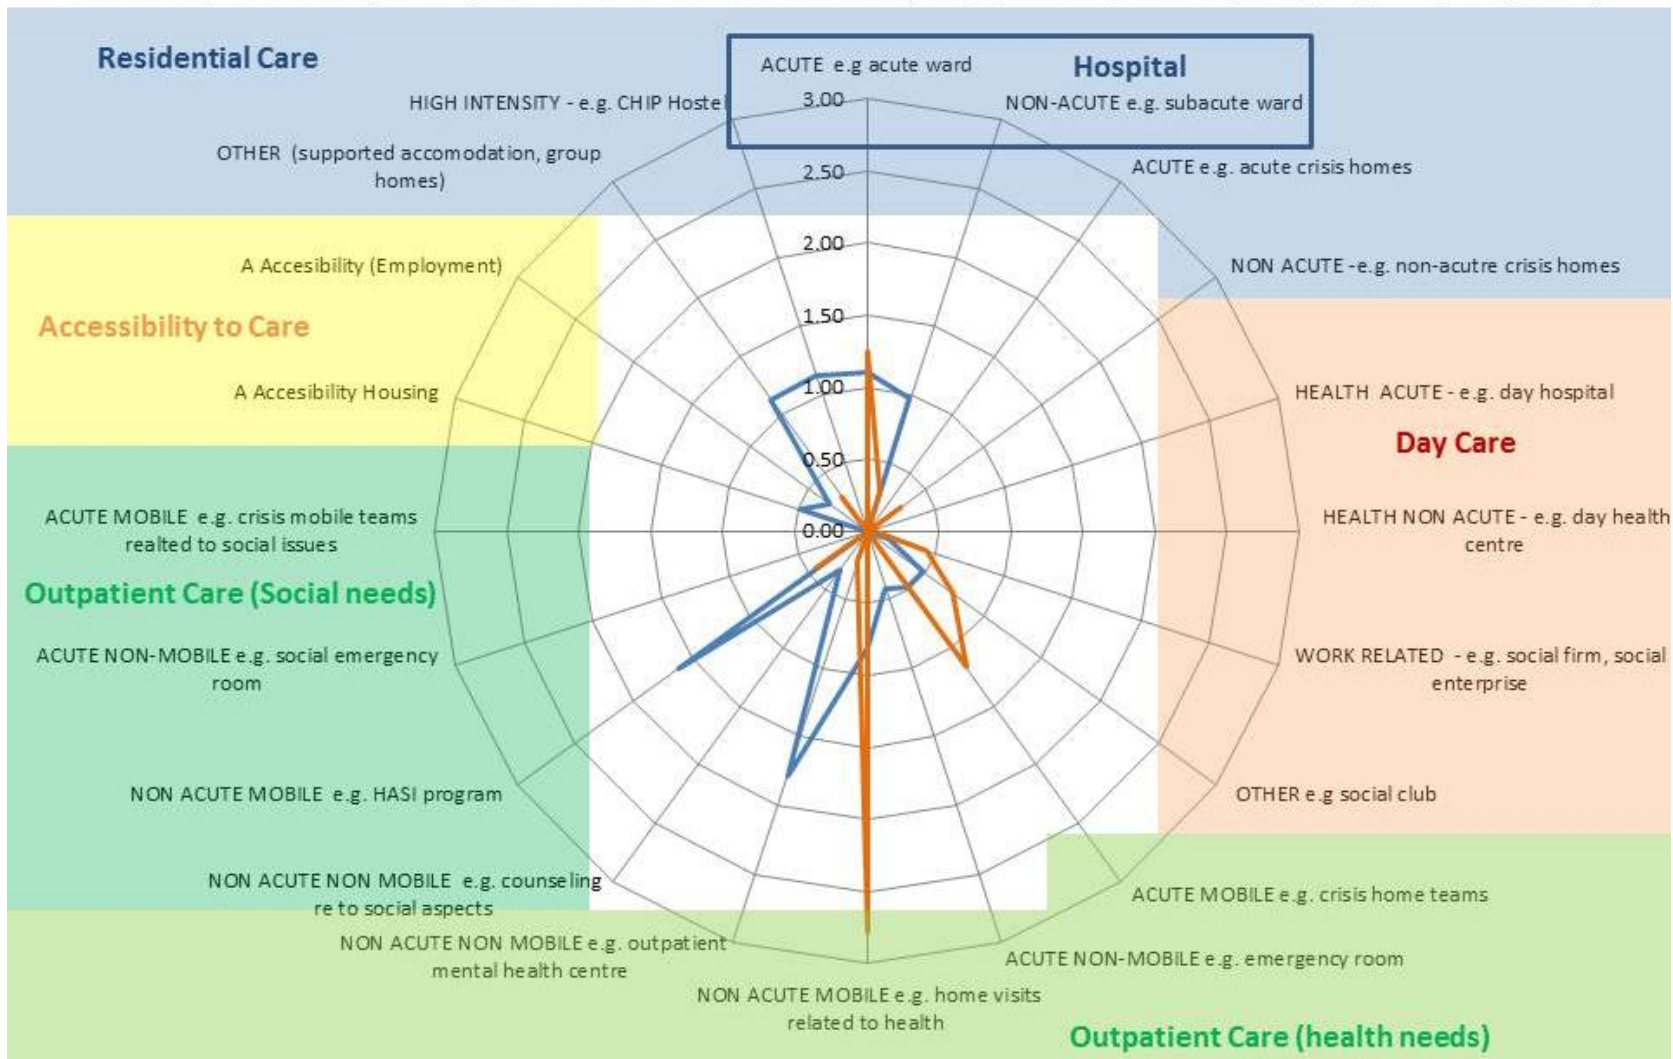 Residential Care
ACUTE e.g acute ward
Hospital
HIGH INTENSITY - e.g. CHIP Hostel
3.00
NON-ACUTE e.g. subacute ward
OTHER (supported accomodation, group
homes)
2.50
ACUTE e.g. acute crisis homes
2.00
A Accesibility (Employment)
NON ACUTE -e.g. non-acutre crisis homes
Accessibility to Care
1.50
A Accesibility Housing
1.00
HEALTH ACUTE - e.g. day hospital
Day Care
0.50
ACUTE MOBILE e.g. crisis mobile teams
realted to social issues
0.00
HEALTH NON ACUTE - e.g. day health
centre
Outpatient Care (Social needs)
ACUTE NON-MOBILE e.g. social emergency
room
WORK RELATED - e.g. social firm, social
enterprise
NON ACUTE MOBILE e.g. HASI program
OTHER e.g social club
NON ACUTE NON MOBILE e.g. counseling
re to social aspects
ACUTE MOBILE e.g. crisis home teams
NON ACUTE NON MOBILE e.g. outpatient
mental health centre
ACUTE NON-MOBILE e.g. emergency room
NON ACUTE MOBILE e.g. home visits
related to health
Outpatient Care (health needs)